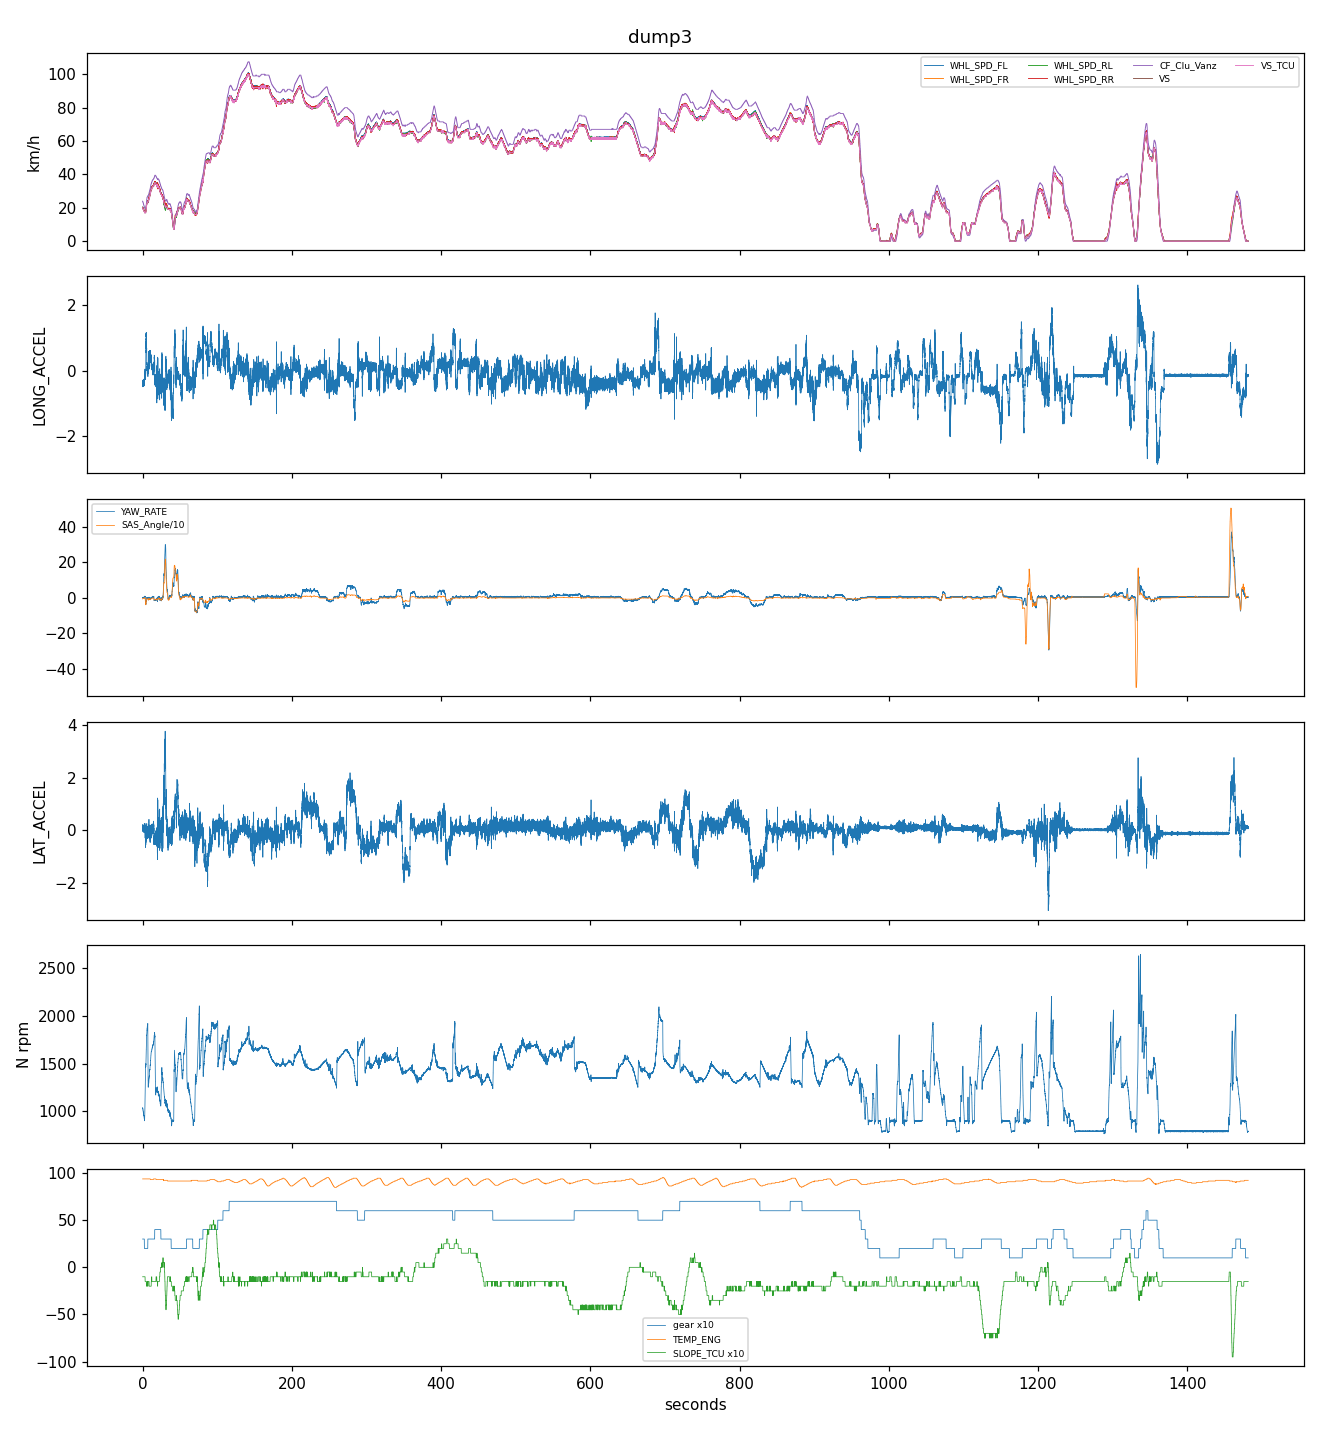 dump3
WHL_SPD_FL WHL_SPD_RL CF_Clu_Vanz VS_TCU
WHL_SPD_FR WHL_SPD_RR VS
km/h
100
80
60
40
20
0
LONG_ACCEL
2
0
−2
YAW_RATE
SAS_Angle/10
40
20
0
−20
−40
LAT_ACCEL
4
2
0
−2
N rpm
2500
2000
1500
1000
100
50
0
−50
−100
gear x10
TEMP_ENG
SLOPE_TCU x10
0 200 400 600 800 1000 1200 1400
seconds